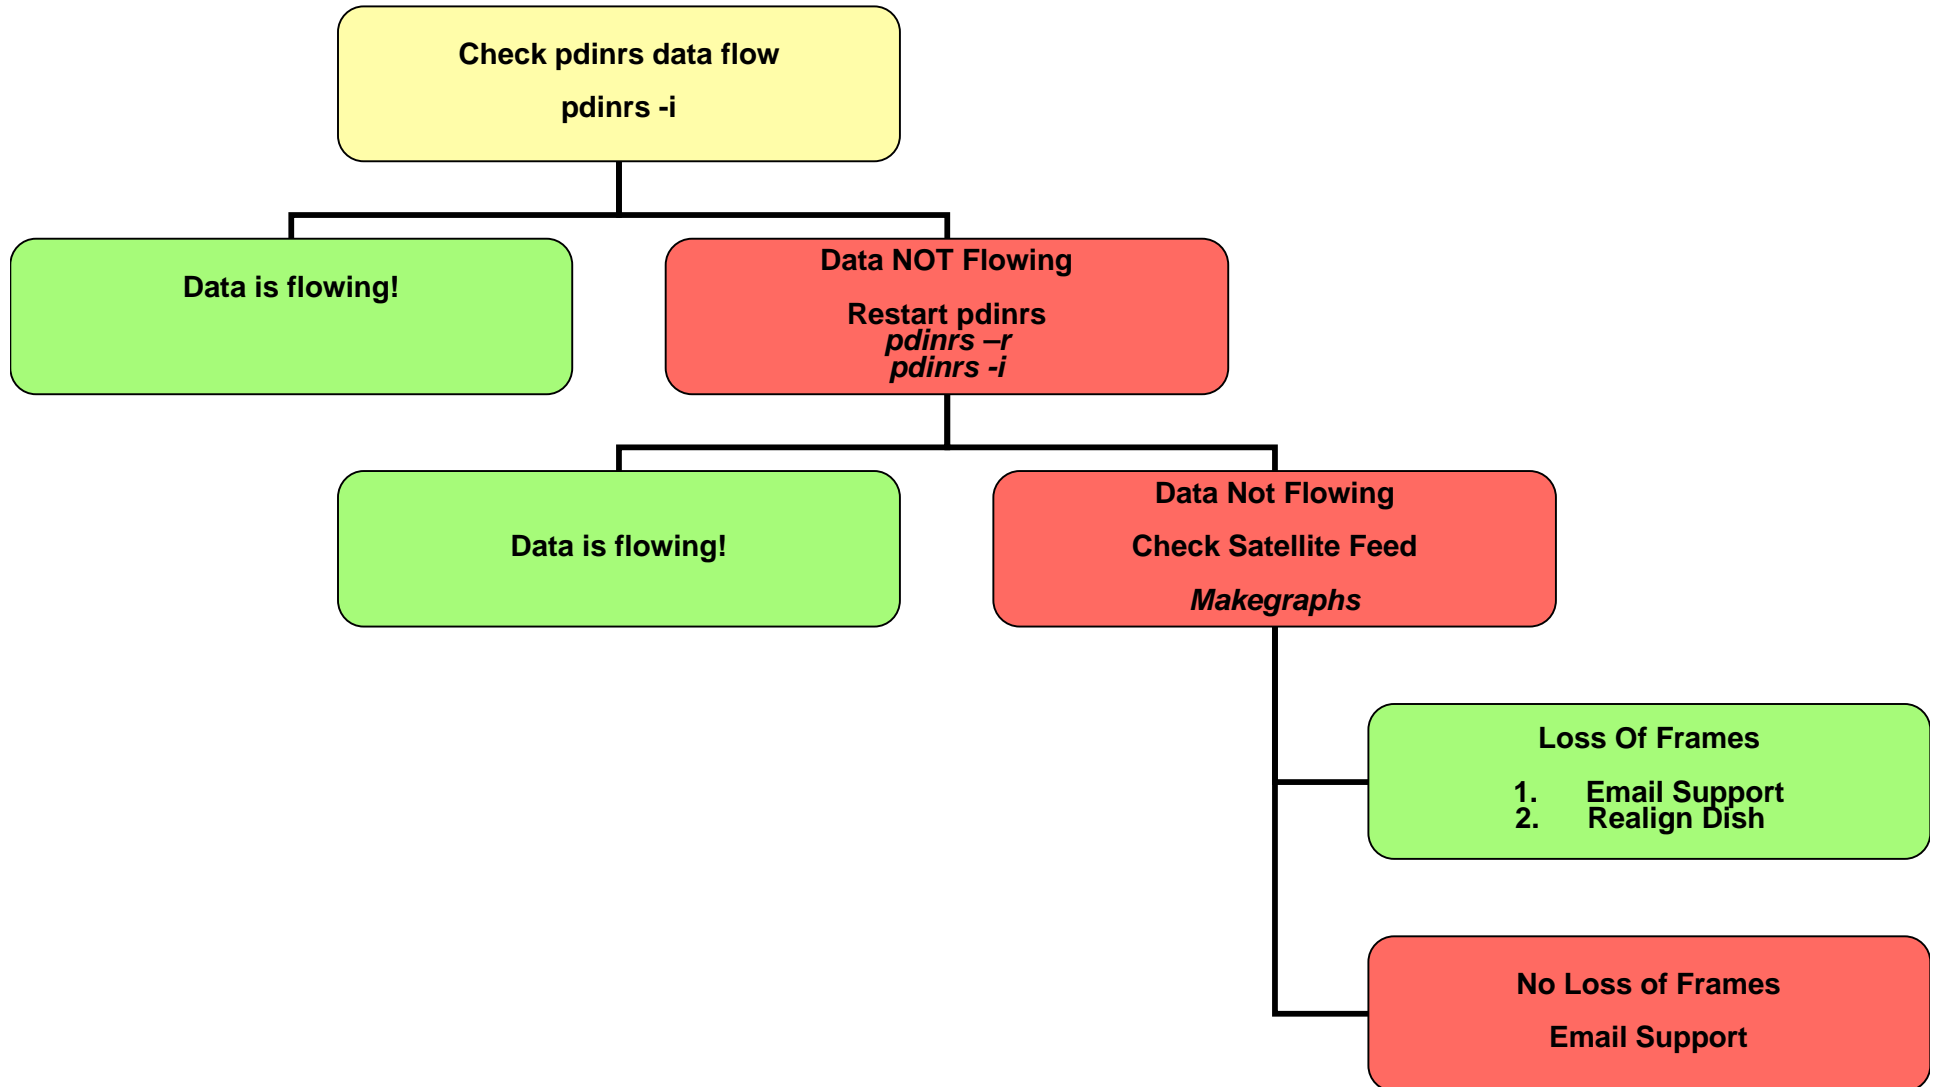 Check pdinrs data flow
pdinrs -i
Data is flowing!
Data NOT Flowing
Restart pdinrs
pdinrs –r
pdinrs -i
Data is flowing!
Data Not Flowing
Check Satellite Feed
Makegraphs
Loss Of Frames
1. Email Support
2. Realign Dish
No Loss of Frames
Email Support